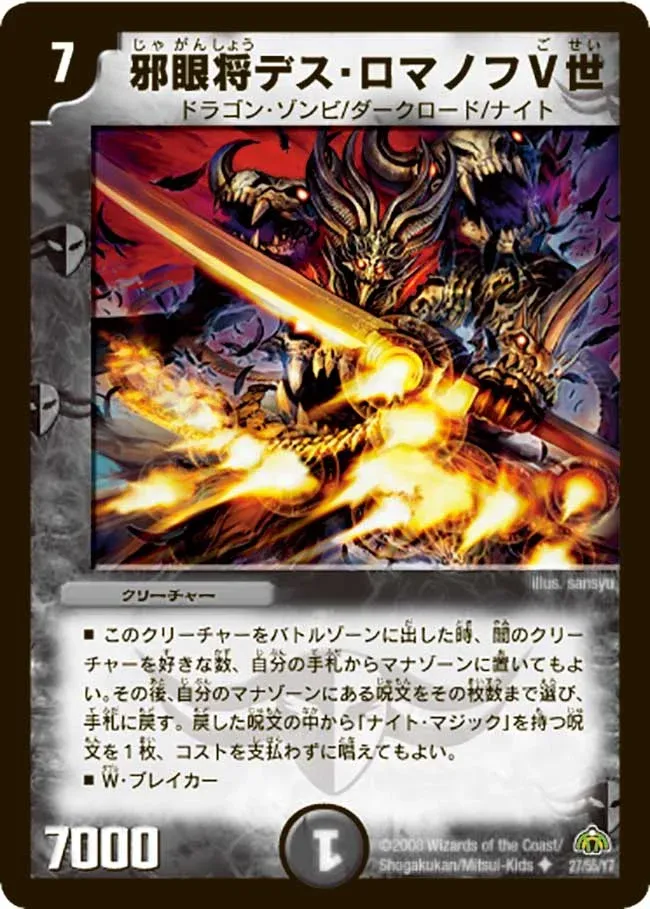 7
じゃがんしょう ごせい
邪眼将デス・ロマノフⅤ世
ドラゴン・ゾンビ/ダークロード/ナイト
illus. sansyu
クリーチャー
■ このクリーチャーをバトルゾーンに出した時、闇のクリー
チャーを好きな数、自分の手札からマナゾーンに置いてもよ
い。その後、自分のマナゾーンにある呪文をその枚数まで選び、
手札に戻す。戻した呪文の中から「ナイト・マジック」を持つ呪
文を1枚、コストを支払わずに唱えてもよい。
■ W・ブレイカー
7000
1
©2008 Wizards of the Coast/
Shogakukan/Mitsui-Kids
27/55/Y7